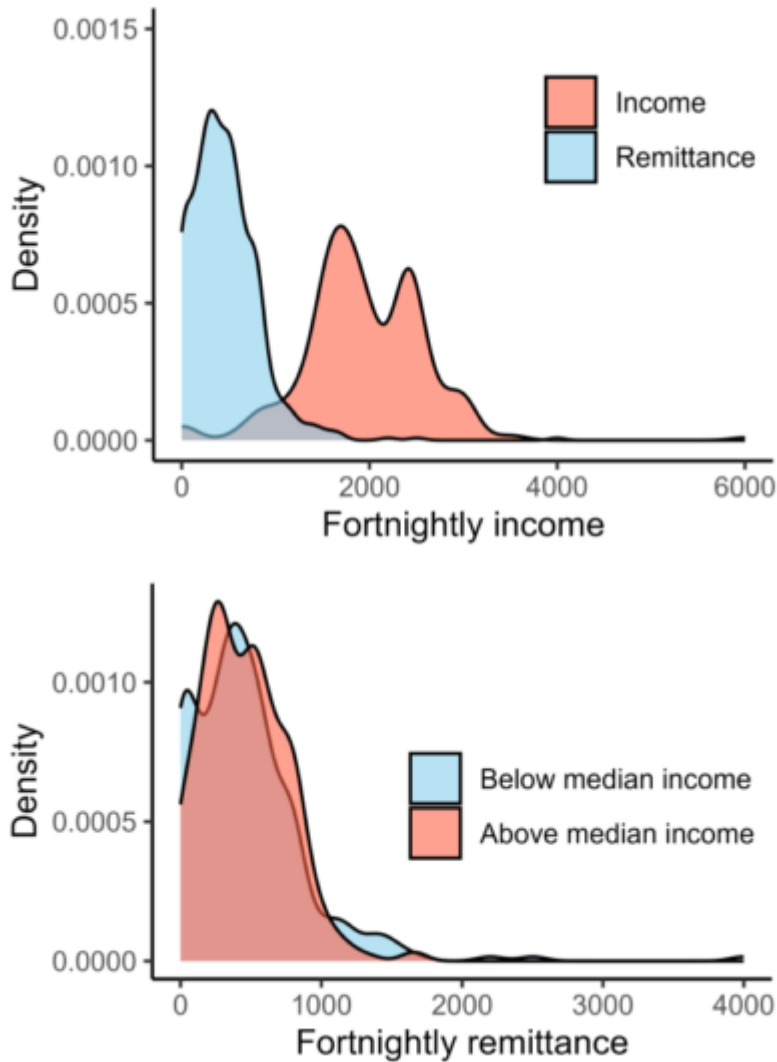 0.0015
Income
Remittance
0.0010
Density
0.0005
0.0000
0 2000 4000 6000
Fortnightly income
0.0010
Density
Below median income
Above median income
0.0005
0.0000
0 1000 2000 3000 4000
Fortnightly remittance